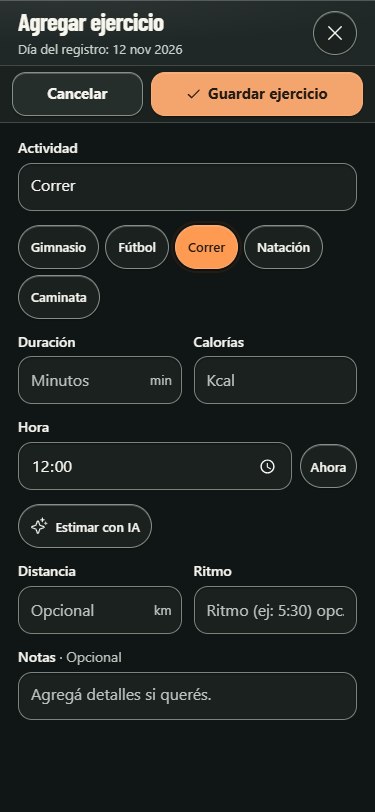 Agregar ejercicio
Día del registro: 12 nov 2026
Cancelar
Guardar ejercicio
Actividad
Correr
Gimnasio Fútbol Correr Natación
Caminata
Duración Calorías
Minutos min Kcal
Hora
12:00 Ahora
Estimar con IA
Distancia Ritmo
Opcional km Ritmo (ej: 5:30) opc.
Notas · Opcional
Agregá detalles si querés.